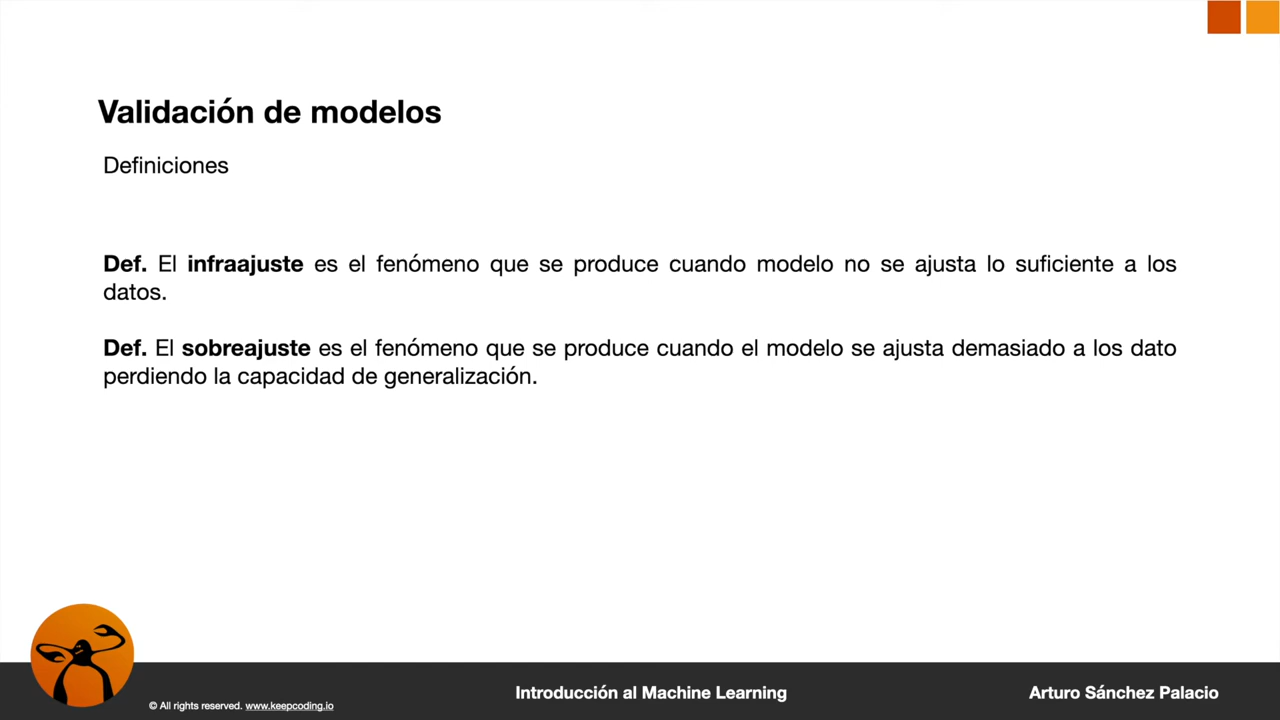 Validación de modelos
Definiciones
Def. El infraajuste es el fenómeno que se produce cuando modelo no se ajusta lo suficiente a los
datos.
Def. El sobreajuste es el fenómeno que se produce cuando el modelo se ajusta demasiado a los dato
perdiendo la capacidad de generalización.
© All rights reserved. www.keepcoding.io
Introducción al Machine Learning
Arturo Sánchez Palacio